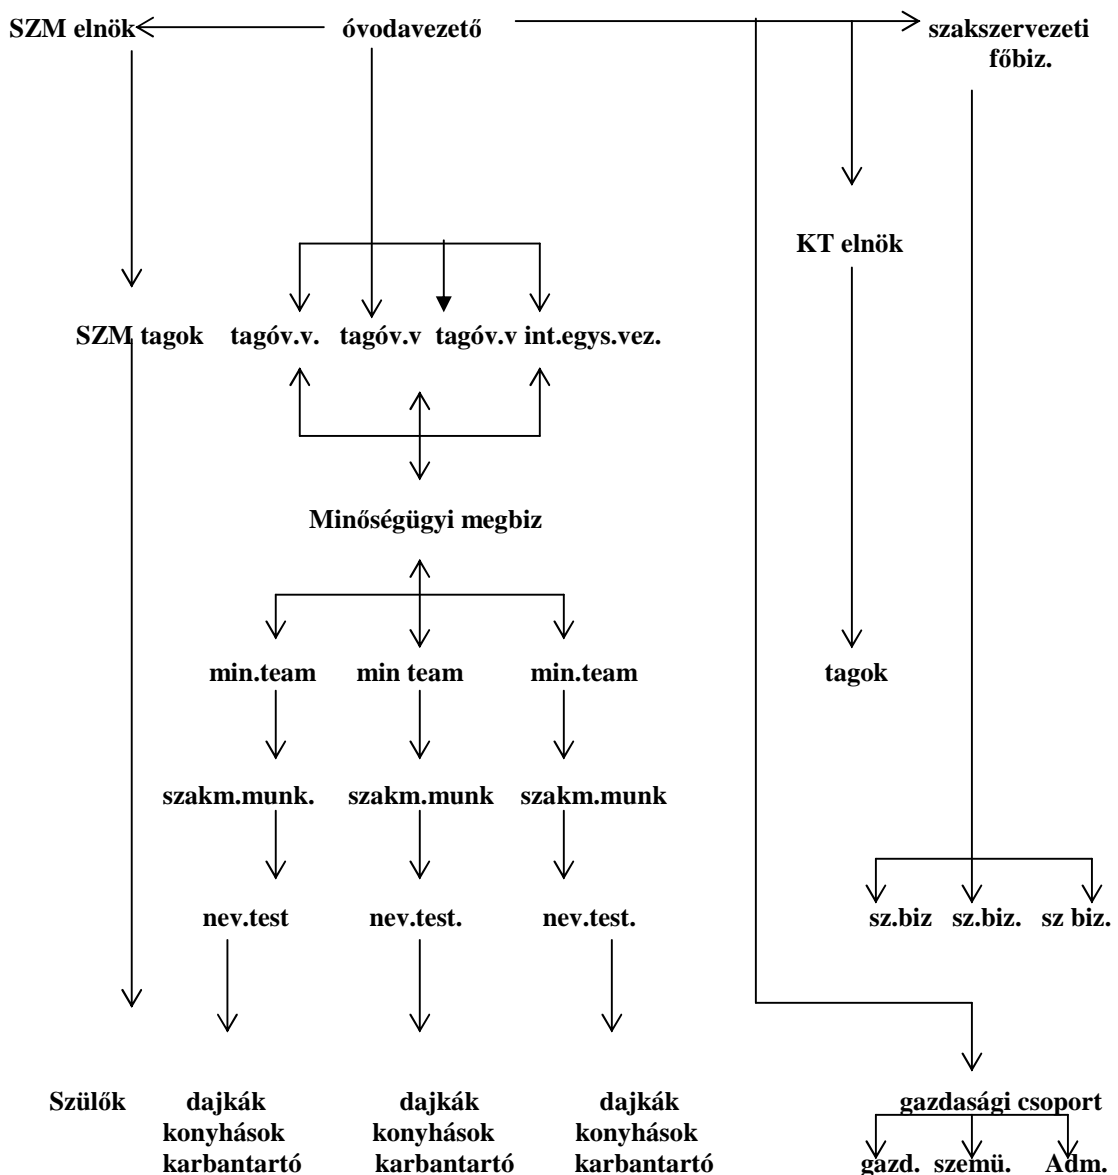 SZM elnök óvodavezető szakszervezeti
főbiz.
KT elnök
SZM tagok tagóv.v. tagóv.v tagóv.v int.egys.vez.
Minőségügyi megbiz
min.team min team min.team tagok
szakm.munk. szakm.munk szakm.munk
nev.test nev.test. nev.test. sz.biz sz.biz. sz biz.
Szülők dajkák dajkák dajkák gazdasági csoport
konyhások konyhások konyhások
karbantartó karbantartó karbantartó gazd. szemü. Adm.